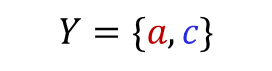 Y = {a, c}